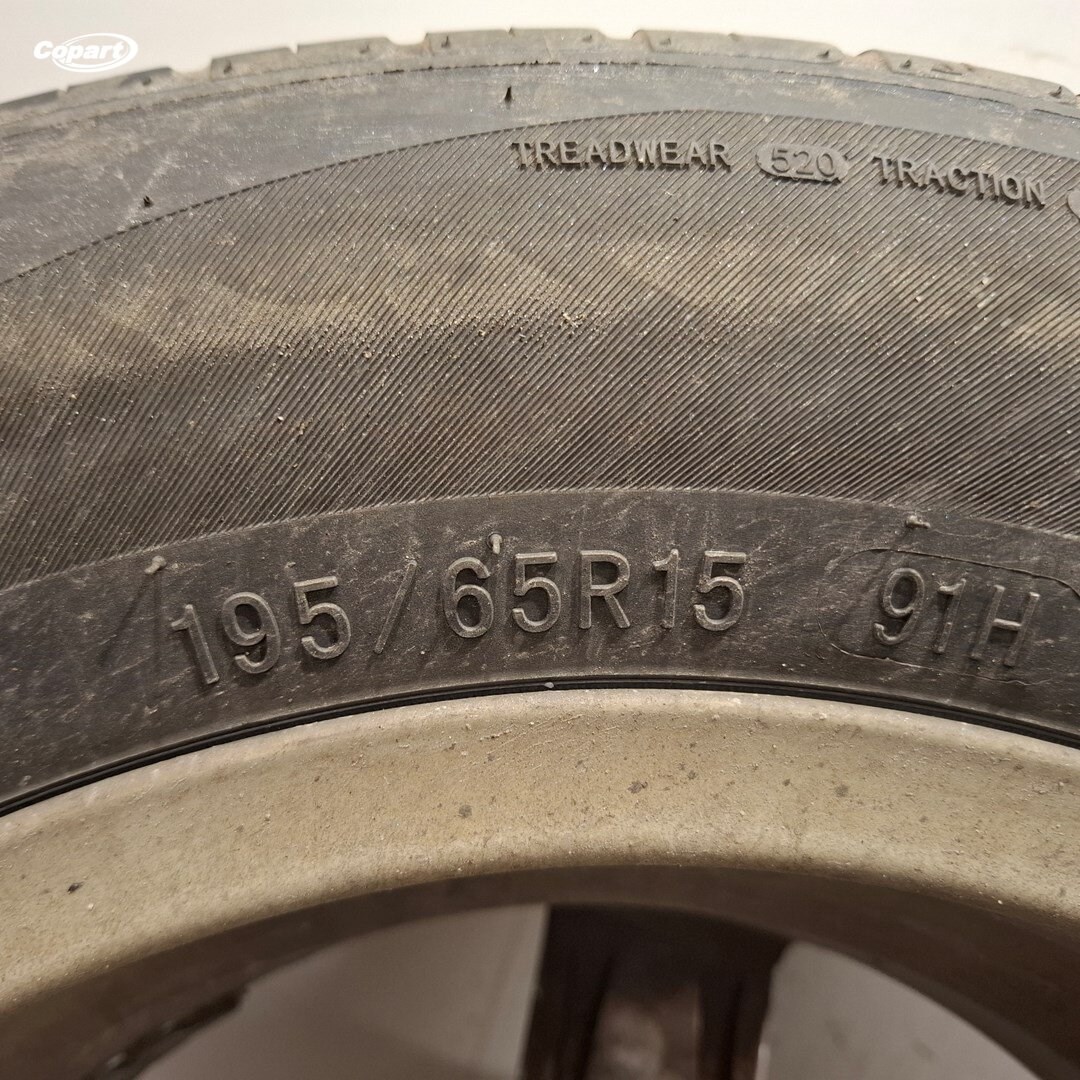 Copart
TREADWEAR 520 TRACTION
195/65R15 91H